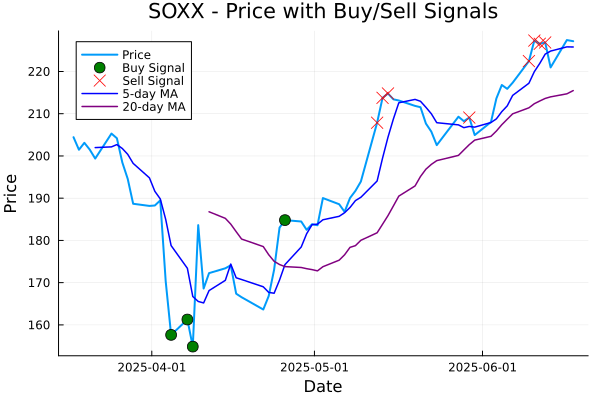 SOXX - Price with Buy/Sell Signals
Price
Buy Signal
Sell Signal
5-day MA
20-day MA
220
210
200
190
180
170
160
Price
2025-04-01
2025-05-01
2025-06-01
Date